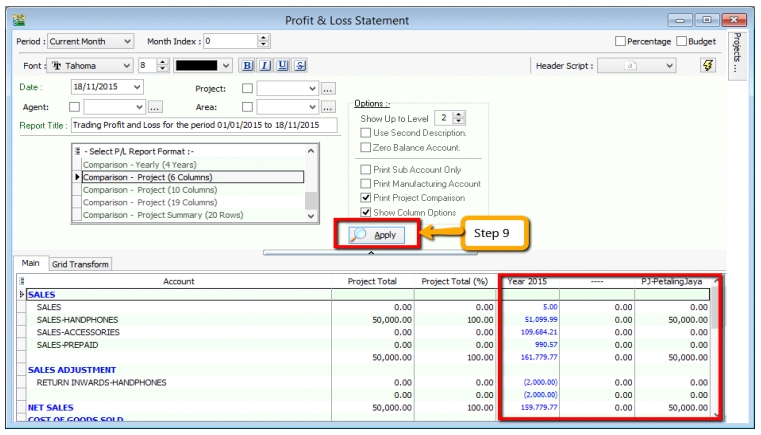 Profit & Loss Statement
Period : Current Month Month Index : 0 Percentage Budget
Projects ...
Font : Tahoma 8 B I U S Header Script :
Date : 18/11/2015 Project: ...
Agent: ... Area: ...
Report Title : Trading Profit and Loss for the period 01/01/2015 to 18/11/2015
- Select P/L Report Format :-
Comparison - Yearly (4 Years)
Comparison - Project (6 Columns)
Comparison - Project (10 Columns)
Comparison - Project (19 Columns)
Comparison - Project Summary (20 Rows)
Options :-
Show Up to Level 2
Use Second Description.
Zero Balance Account.
Print Sub Account Only
Print Manufacturing Account
Print Project Comparison
Show Column Options
Apply
Step 9
Main Grid Transform
Account Project Total Project Total (%) Year 2015 ---- PJ-PetalingJaya
SALES
SALES 0.00 0.00 5.00 0.00 0.00
SALES-HANDPHONES 50,000.00 100.00 51,099.99 0.00 50,000.00
SALES-ACCESSORIES 0.00 0.00 109,684.21 0.00 0.00
SALES-PREPAID 0.00 0.00 990.57 0.00 0.00
50,000.00 100.00 161,779.77 0.00 50,000.00
SALES ADJUSTMENT
RETURN INWARDS-HANDPHONES 0.00 0.00 (2,000.00) 0.00 0.00
0.00 0.00 (2,000.00) 0.00 0.00
NET SALES 50,000.00 100.00 159,779.77 0.00 50,000.00
COST OF GOODS SOLD